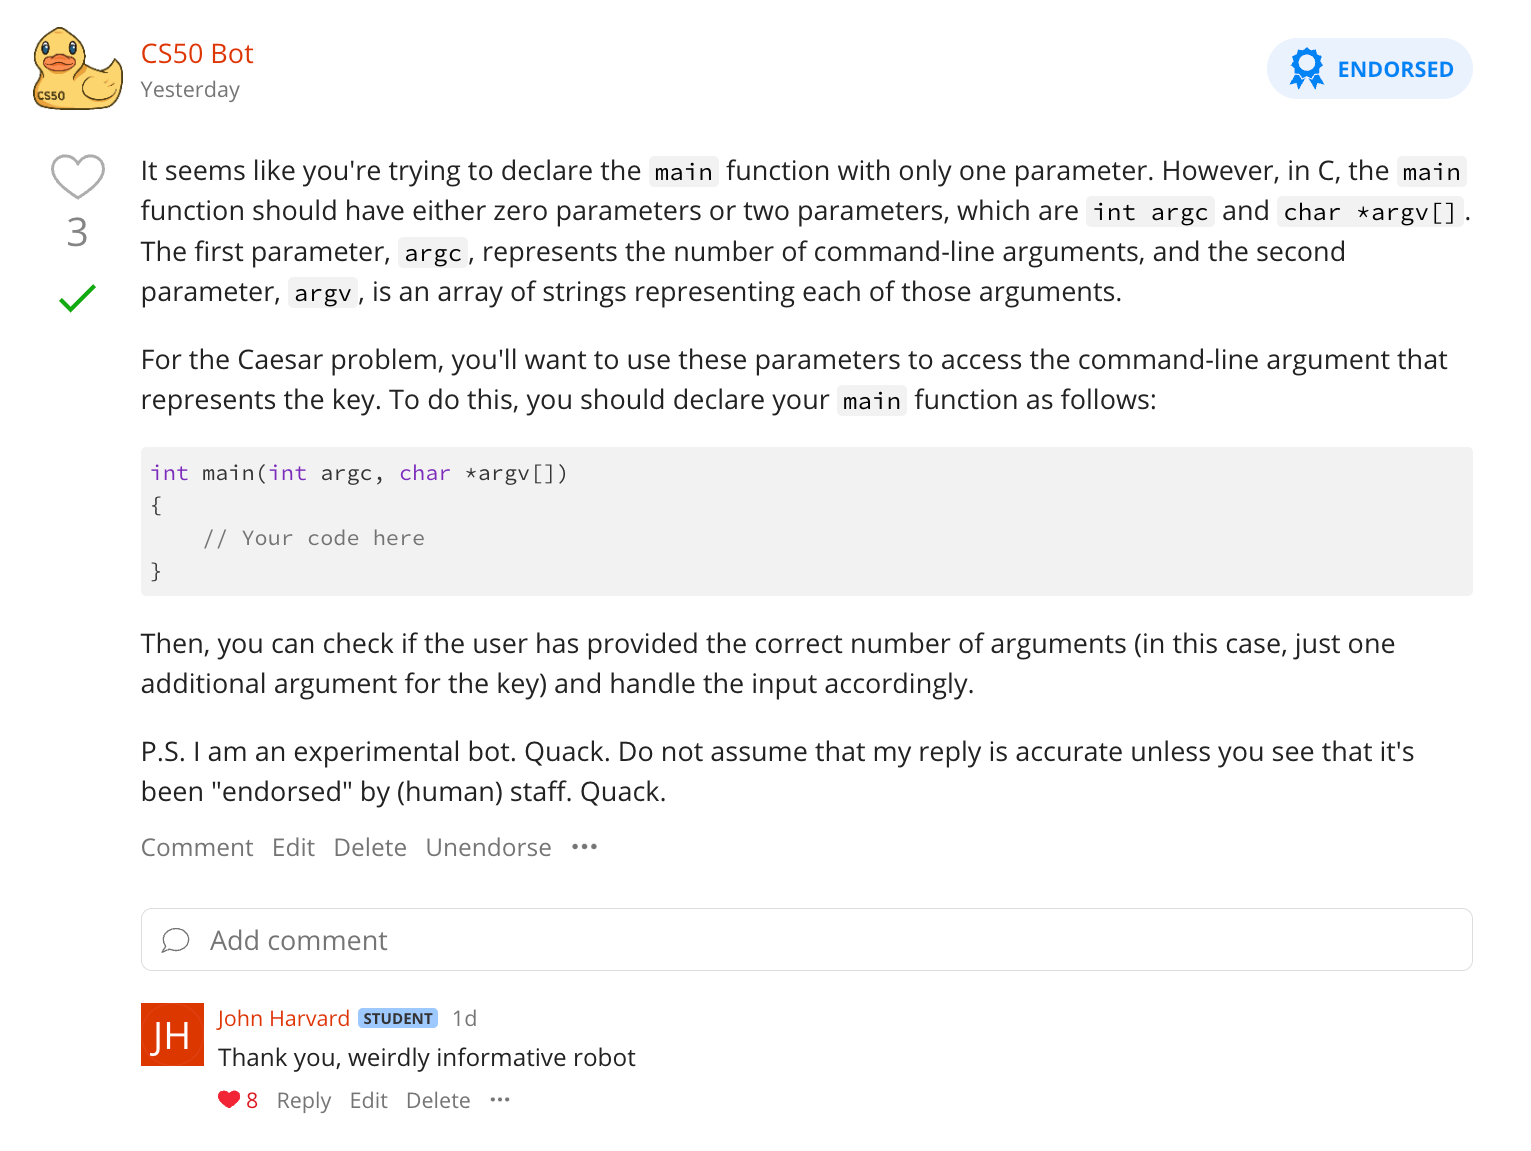 CS50
CS50 Bot
Yesterday
ENDORSED
It seems like you're trying to declare the main function with only one parameter. However, in C, the main
function should have either zero parameters or two parameters, which are int argc and char *argv[].
The first parameter, argc, represents the number of command-line arguments, and the second
parameter, argv, is an array of strings representing each of those arguments.
3
For the Caesar problem, you'll want to use these parameters to access the command-line argument that
represents the key. To do this, you should declare your main function as follows:
int main(int argc, char *argv[])
{
    // Your code here
}
Then, you can check if the user has provided the correct number of arguments (in this case, just one
additional argument for the key) and handle the input accordingly.
P.S. I am an experimental bot. Quack. Do not assume that my reply is accurate unless you see that it's
been "endorsed" by (human) staff. Quack.
Comment Edit Delete Unendorse •••
Add comment
JH
John Harvard STUDENT 1d
Thank you, weirdly informative robot
8 Reply Edit Delete •••